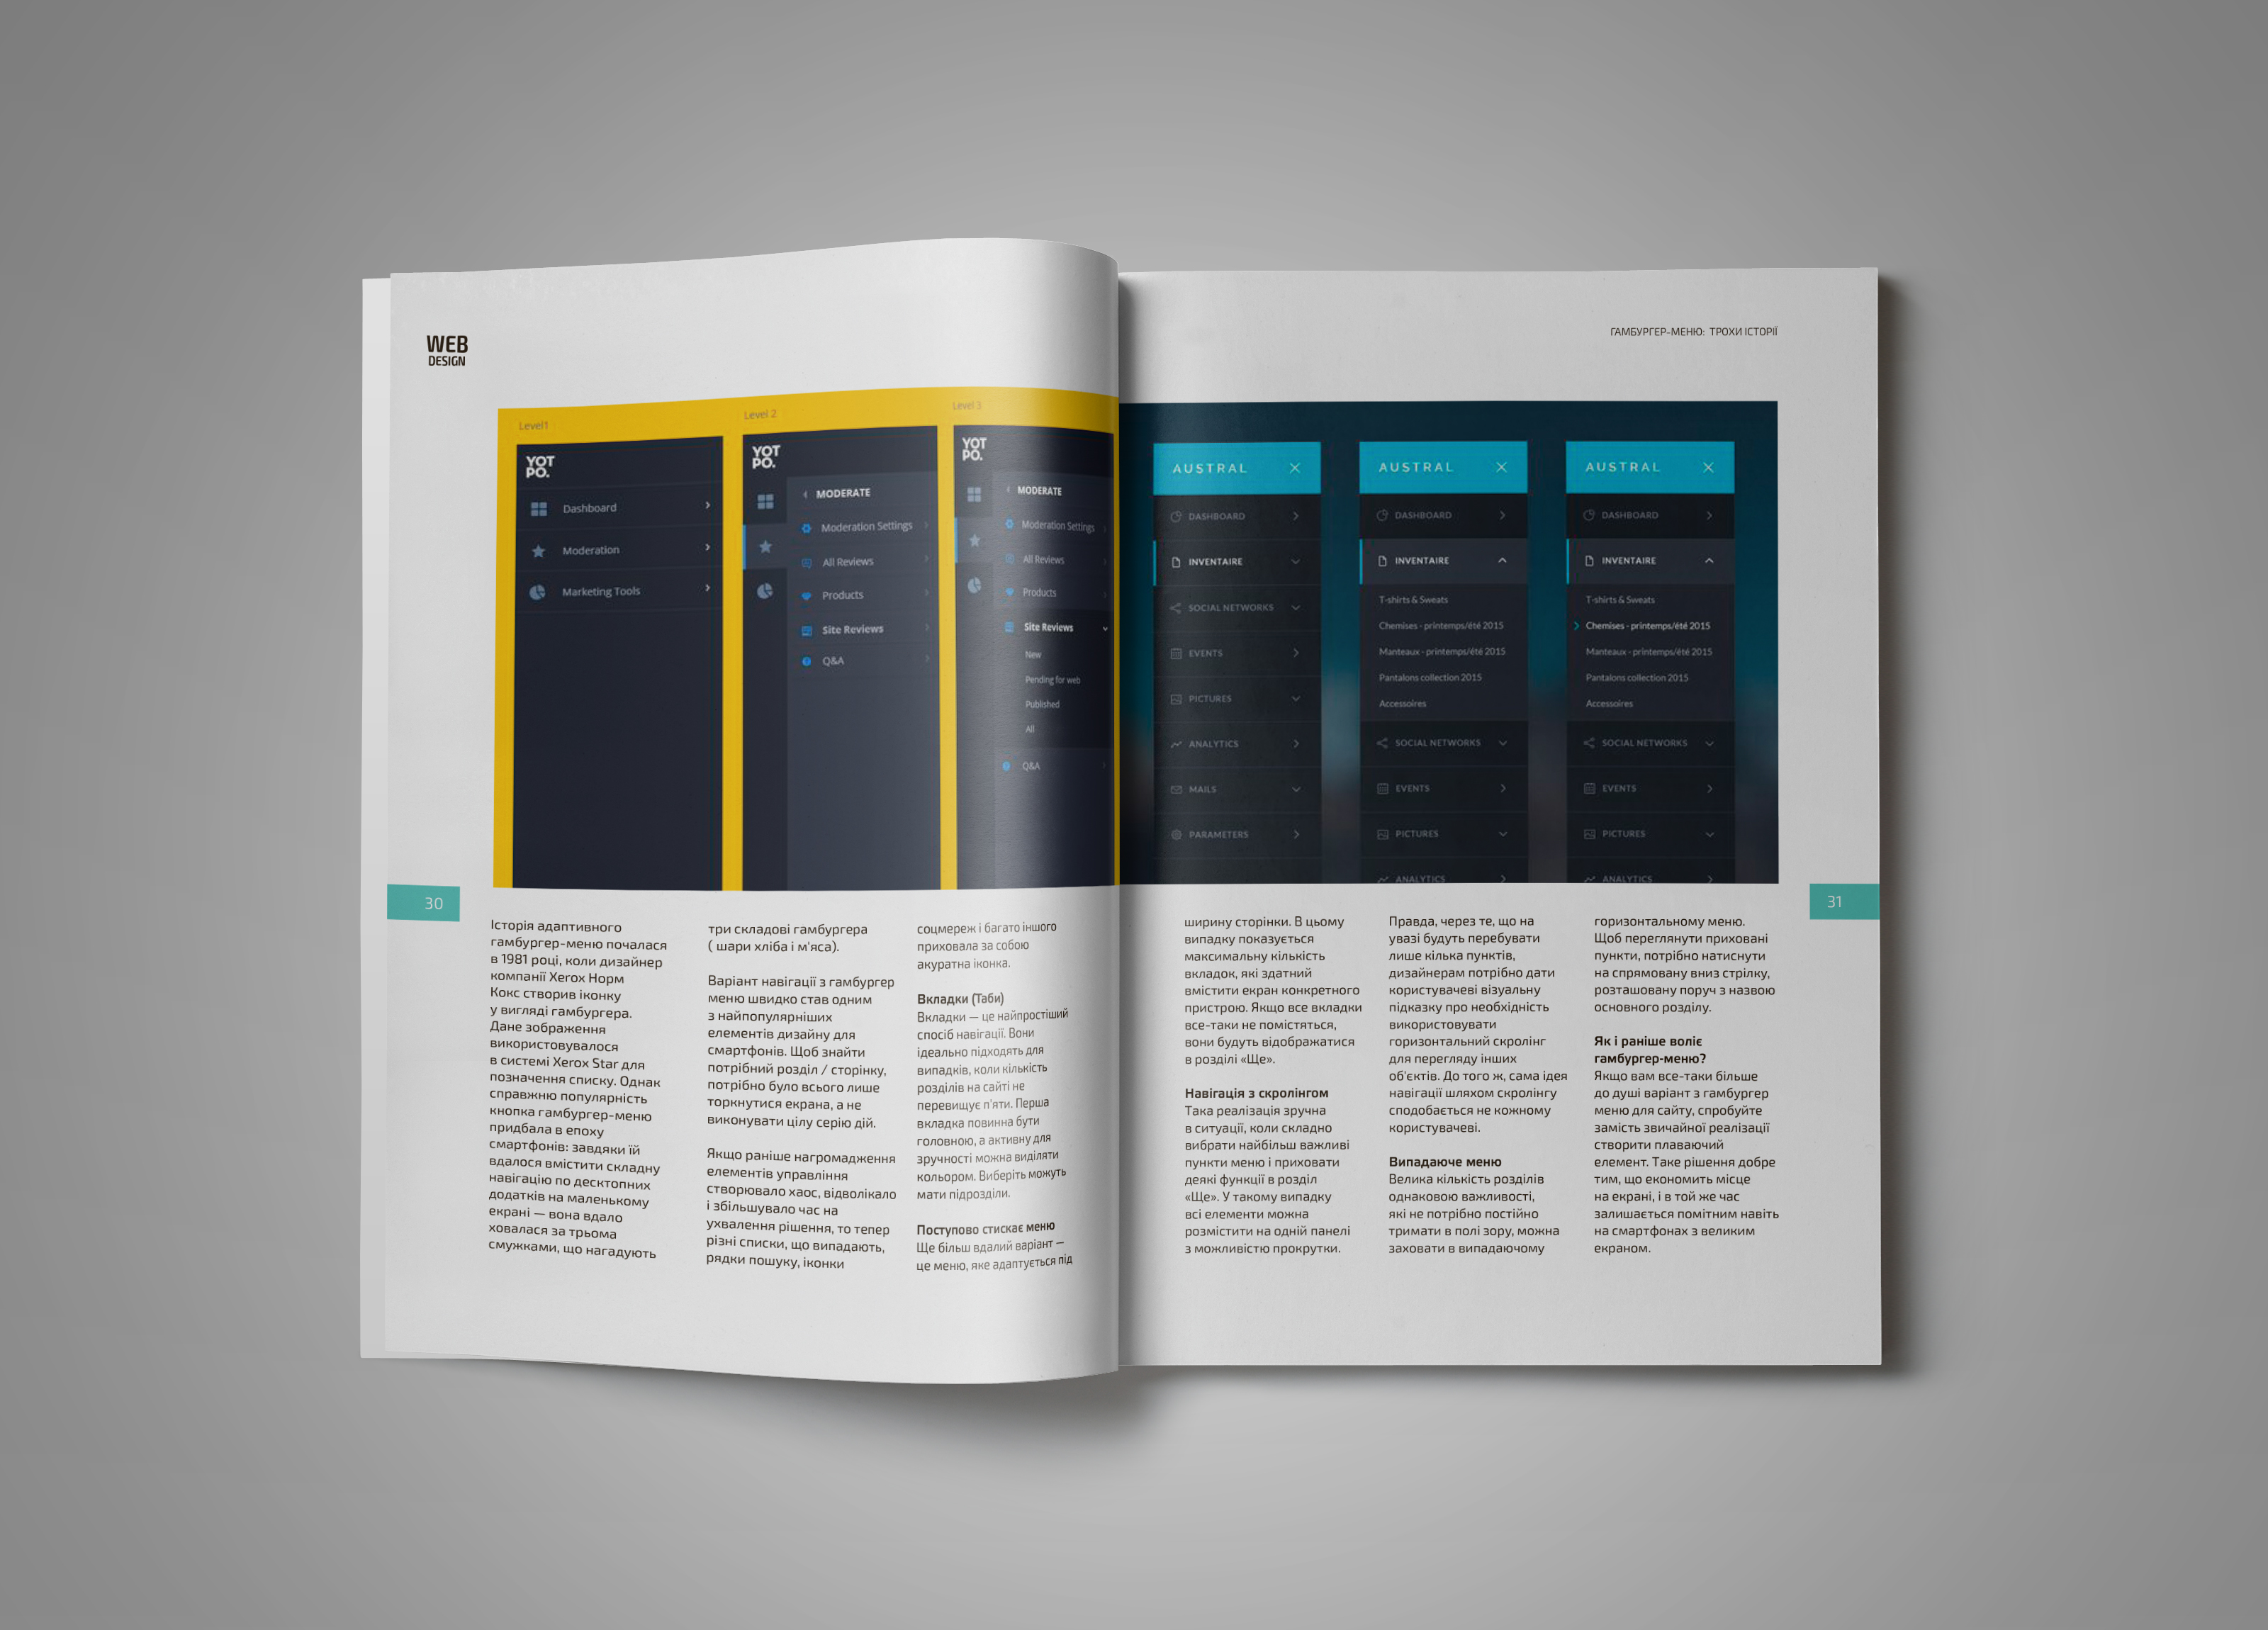 WEB
DESIGN
Level1
YOT
PO.
Dashboard
Moderation
Marketing Tools
Level 2
YOT
PO.
MODERATE
Moderation Settings
All Reviews
Products
Site Reviews
Q&A
Level 3
YOT
PO.
MODERATE
Moderation Settings
All Reviews
Products
Site Reviews
New
Pending for web
Published
All
Q&A
30
Історія адаптивного
гамбургер-меню почалася
в 1981 році, коли дизайнер
компанії Xerox Норм
Кокс створив іконку
у вигляді гамбургера.
Дане зображення
використовувалося
в системі Xerox Star для
позначення списку. Однак
справжню популярність
кнопка гамбургер-меню
придбала в епоху
смартфонів: завдяки їй
вдалося вмістити складну
навігацію по десктопних
додатків на маленькому
екрані — вона вдало
ховалася за трьома
смужками, що нагадують
три складові гамбургера
( шари хліба і м'яса).
Варіант навігації з гамбургер
меню швидко став одним
з найпопулярніших
елементів дизайну для
смартфонів. Щоб знайти
потрібний розділ / сторінку,
потрібно було всього лише
торкнутися екрана, а не
виконувати цілу серію дій.
Якщо раніше нагромадження
елементів управління
створювало хаос, відволікало
і збільшувало час на
ухвалення рішення, то тепер
різні списки, що випадають,
рядки пошуку, іконки
соцмереж і багато іншого
приховала за собою
акуратна іконка.
Вкладки (Таби)
Вкладки — це найпростіший
спосіб навігації. Вони
ідеально підходять для
випадків, коли кількість
розділів на сайті не
перевищує п'яти. Перша
вкладка повинна бути
головною, а активну для
зручності можна виділяти
кольором. Виберіть можуть
мати підрозділи.
Поступово стискає меню
Ще більш вдалий варіант —
це меню, яке адаптується під
ГАМБУРГЕР-МЕНЮ: ТРОХИ ІСТОРІЇ
AUSTRAL
DASHBOARD
INVENTAIRE
SOCIAL NETWORKS
EVENTS
PICTURES
ANALYTICS
MAILS
PARAMETERS
AUSTRAL
DASHBOARD
INVENTAIRE
T-shirts & Sweats
Chemises - printemps/été 2015
Manteaux - printemps/été 2015
Pantalons collection 2015
Accessoires
SOCIAL NETWORKS
EVENTS
PICTURES
ANALYTICS
AUSTRAL
DASHBOARD
INVENTAIRE
T-shirts & Sweats
Chemises - printemps/été 2015
Manteaux - printemps/été 2015
Pantalons collection 2015
Accessoires
SOCIAL NETWORKS
EVENTS
PICTURES
ANALYTICS
31
ширину сторінки. В цьому
випадку показується
максимальну кількість
вкладок, які здатний
вмістити екран конкретного
пристрою. Якщо все вкладки
все-таки не помістяться,
вони будуть відображатися
в розділі «Ще».
Навігація з скролінгом
Така реалізація зручна
в ситуації, коли складно
вибрати найбільш важливі
пункти меню і приховати
деякі функції в розділ
«Ще». У такому випадку
всі елементи можна
розмістити на одній панелі
з можливістю прокрутки.
Правда, через те, що на
увазі будуть перебувати
лише кілька пунктів,
дизайнерам потрібно дати
користувачеві візуальну
підказку про необхідність
використовувати
горизонтальний скролінг
для перегляду інших
об'єктів. До того ж, сама ідея
навігації шляхом скролінгу
сподобається не кожному
користувачеві.
Випадаюче меню
Велика кількість розділів
однаковою важливості,
які не потрібно постійно
тримати в полі зору, можна
заховати в випадаючому
горизонтальному меню.
Щоб переглянути приховані
пункти, потрібно натиснути
на спрямовану вниз стрілку,
розташовану поруч з назвою
основного розділу.
Як і раніше воліє
гамбургер-меню?
Якщо вам все-таки більше
до душі варіант з гамбургер
меню для сайту, спробуйте
замість звичайної реалізації
створити плаваючий
елемент. Таке рішення добре
тим, що економить місце
на екрані, і в той же час
залишається помітним навіть
на смартфонах з великим
екраном.